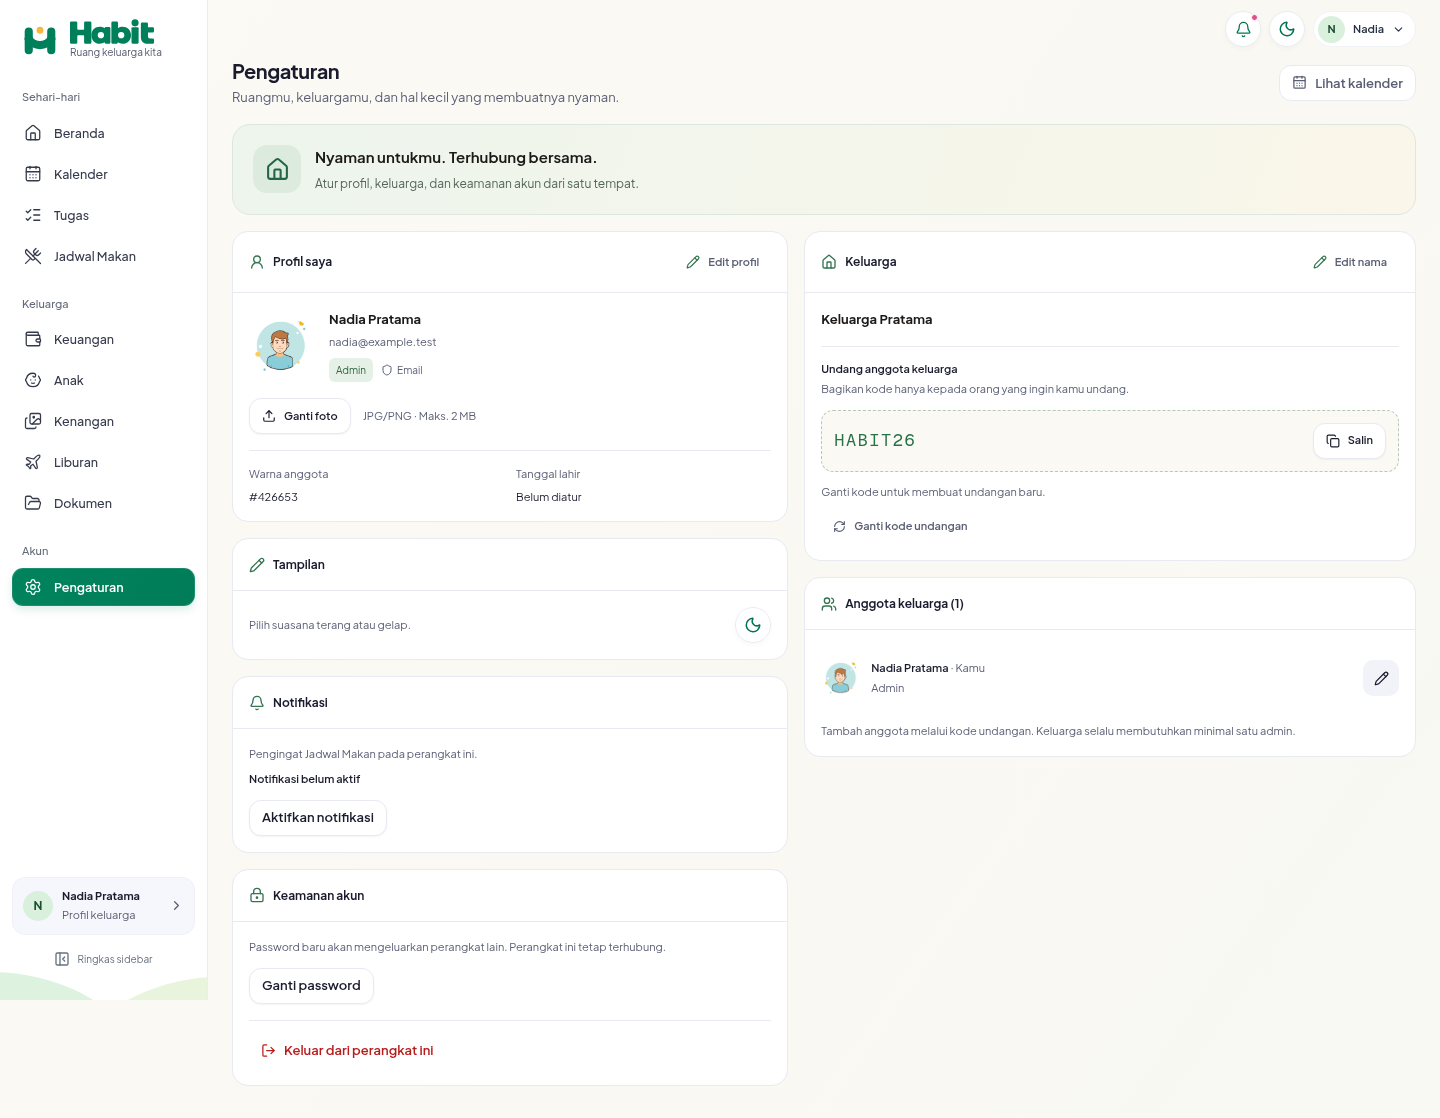 Habit
Ruang keluarga kita
Sehari-hari
Beranda
Kalender
Tugas
Jadwal Makan
Keluarga
Keuangan
Anak
Kenangan
Liburan
Dokumen
Akun
Pengaturan
N
Nadia Pratama
Profil keluarga
Ringkas sidebar
N Nadia
Pengaturan
Ruangmu, keluargamu, dan hal kecil yang membuatnya nyaman.
Lihat kalender
Nyaman untukmu. Terhubung bersama.
Atur profil, keluarga, dan keamanan akun dari satu tempat.
Profil saya
Edit profil
Nadia Pratama
nadia@example.test
Admin
Email
Ganti foto
JPG/PNG · Maks. 2 MB
Warna anggota
#426653
Tanggal lahir
Belum diatur
Tampilan
Pilih suasana terang atau gelap.
Notifikasi
Pengingat Jadwal Makan pada perangkat ini.
Notifikasi belum aktif
Aktifkan notifikasi
Keamanan akun
Password baru akan mengeluarkan perangkat lain. Perangkat ini tetap terhubung.
Ganti password
Keluar dari perangkat ini
Keluarga
Edit nama
Keluarga Pratama
Undang anggota keluarga
Bagikan kode hanya kepada orang yang ingin kamu undang.
HABIT26
Salin
Ganti kode untuk membuat undangan baru.
Ganti kode undangan
Anggota keluarga (1)
Nadia Pratama · Kamu
Admin
Tambah anggota melalui kode undangan. Keluarga selalu membutuhkan minimal satu admin.